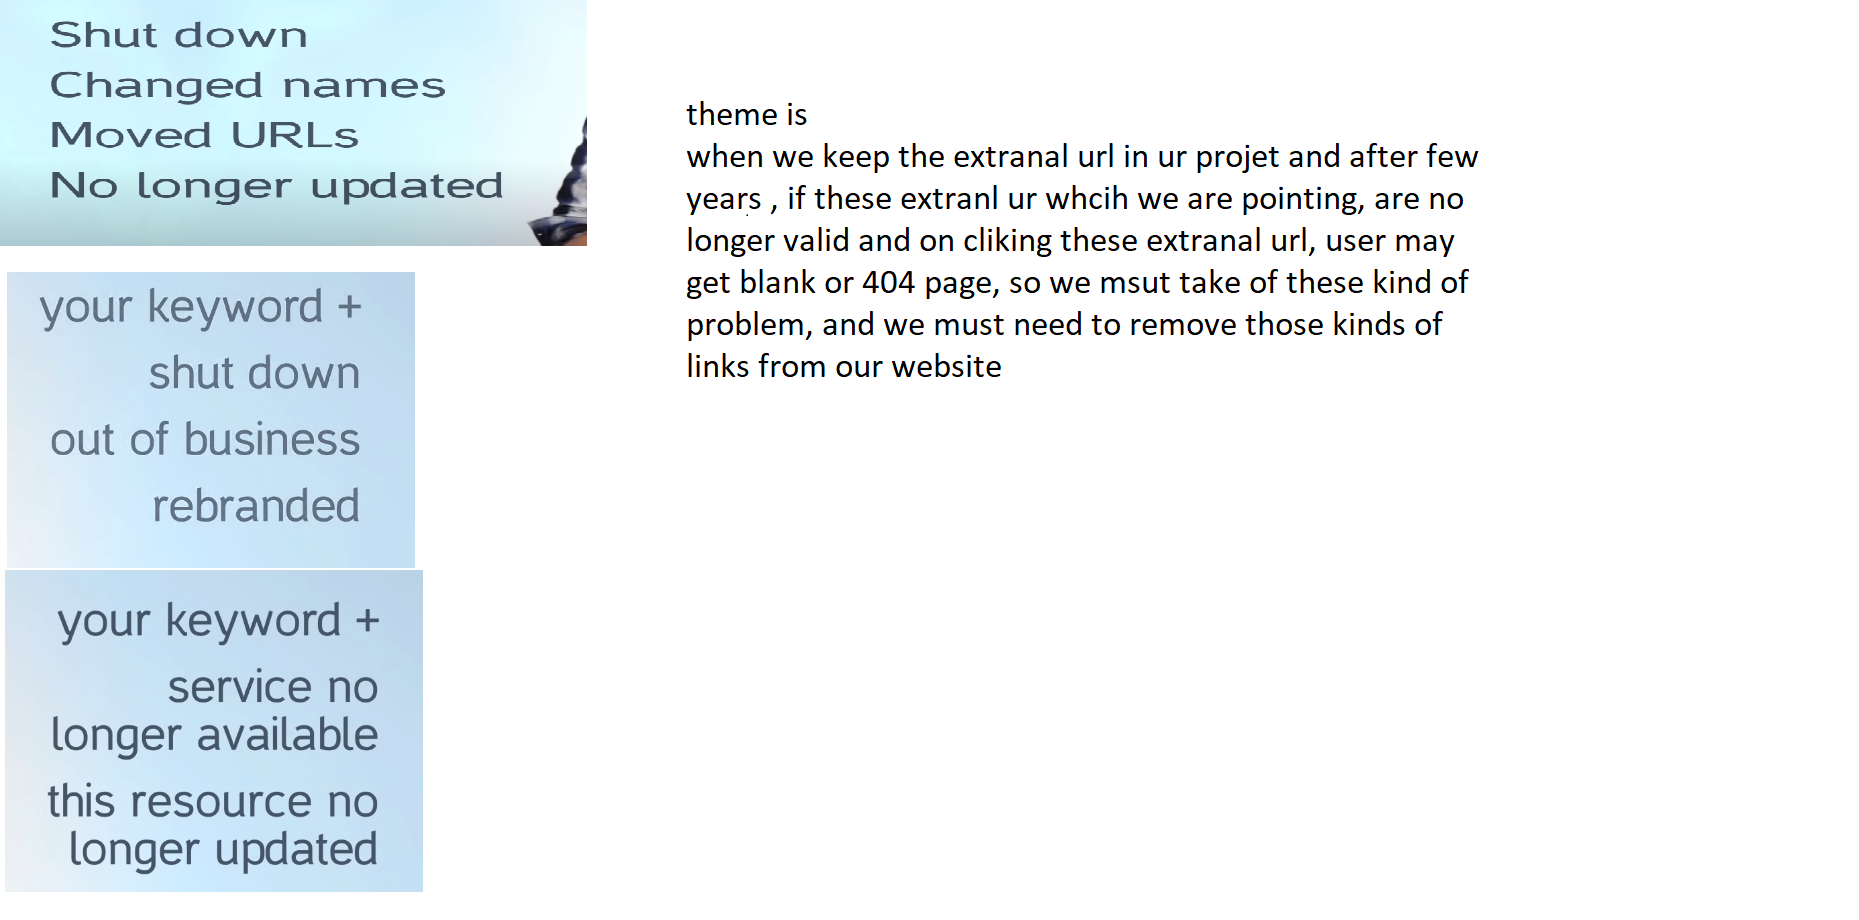 Shut down
Changed names
Moved URLs
No longer updated
your keyword +
shut down
out of business
rebranded
your keyword +
service no
longer available
this resource no
longer updated
theme is
when we keep the extranal url in ur projet and after few
years , if these extranl ur whcih we are pointing, are no
longer valid and on cliking these extranal url, user may
get blank or 404 page, so we msut take of these kind of
problem, and we must need to remove those kinds of
links from our website